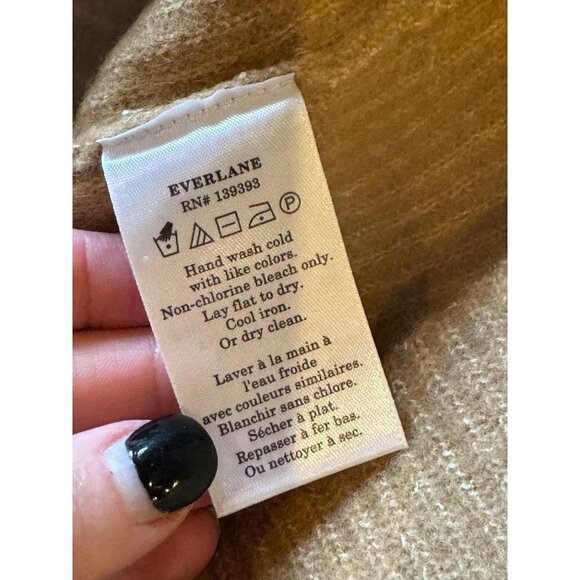 EVERLANE
RN# 139393
P
Hand wash cold
with like colors.
Non-chlorine bleach only.
Lay flat to dry.
Cool iron.
Or dry clean.
Laver à la main à
l'eau froide
avec couleurs similaires.
Blanchir sans chlore.
Sécher à plat.
Repasser à fer bas.
Ou nettoyer à sec.